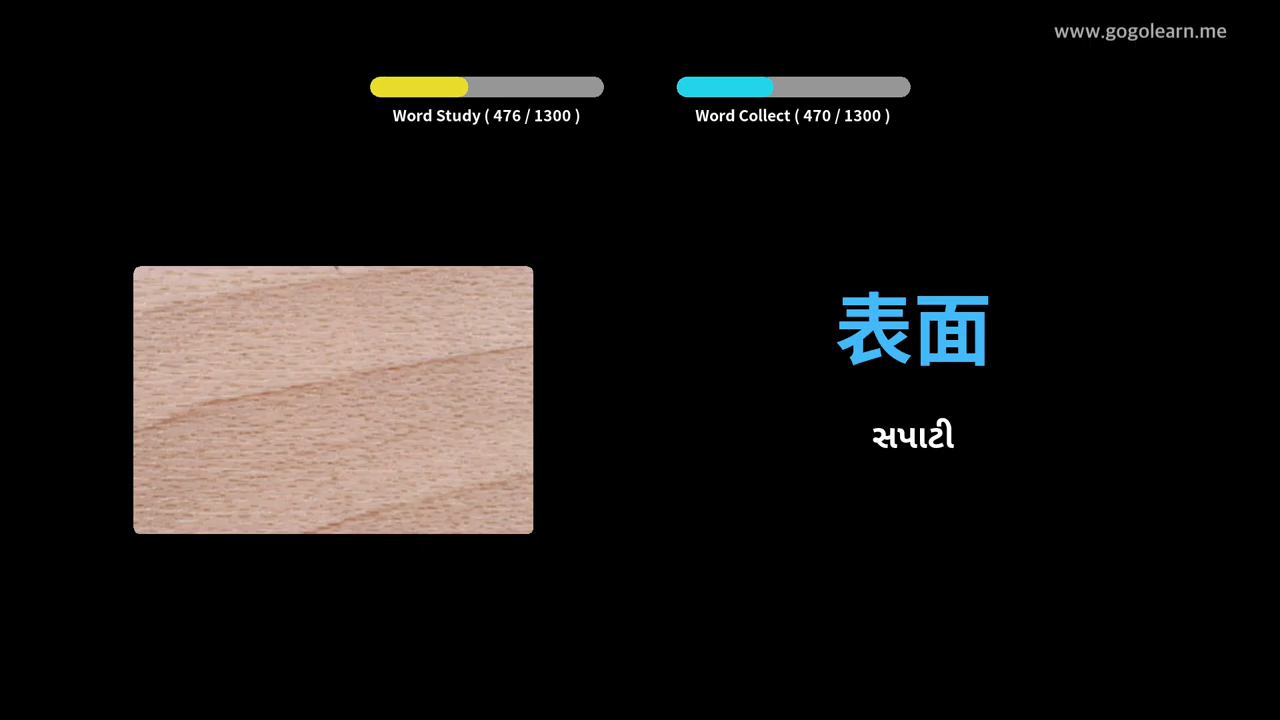 www.gogolearn.me
Word Study ( 476 / 1300 )
Word Collect ( 470 / 1300 )
表面
સપાટી